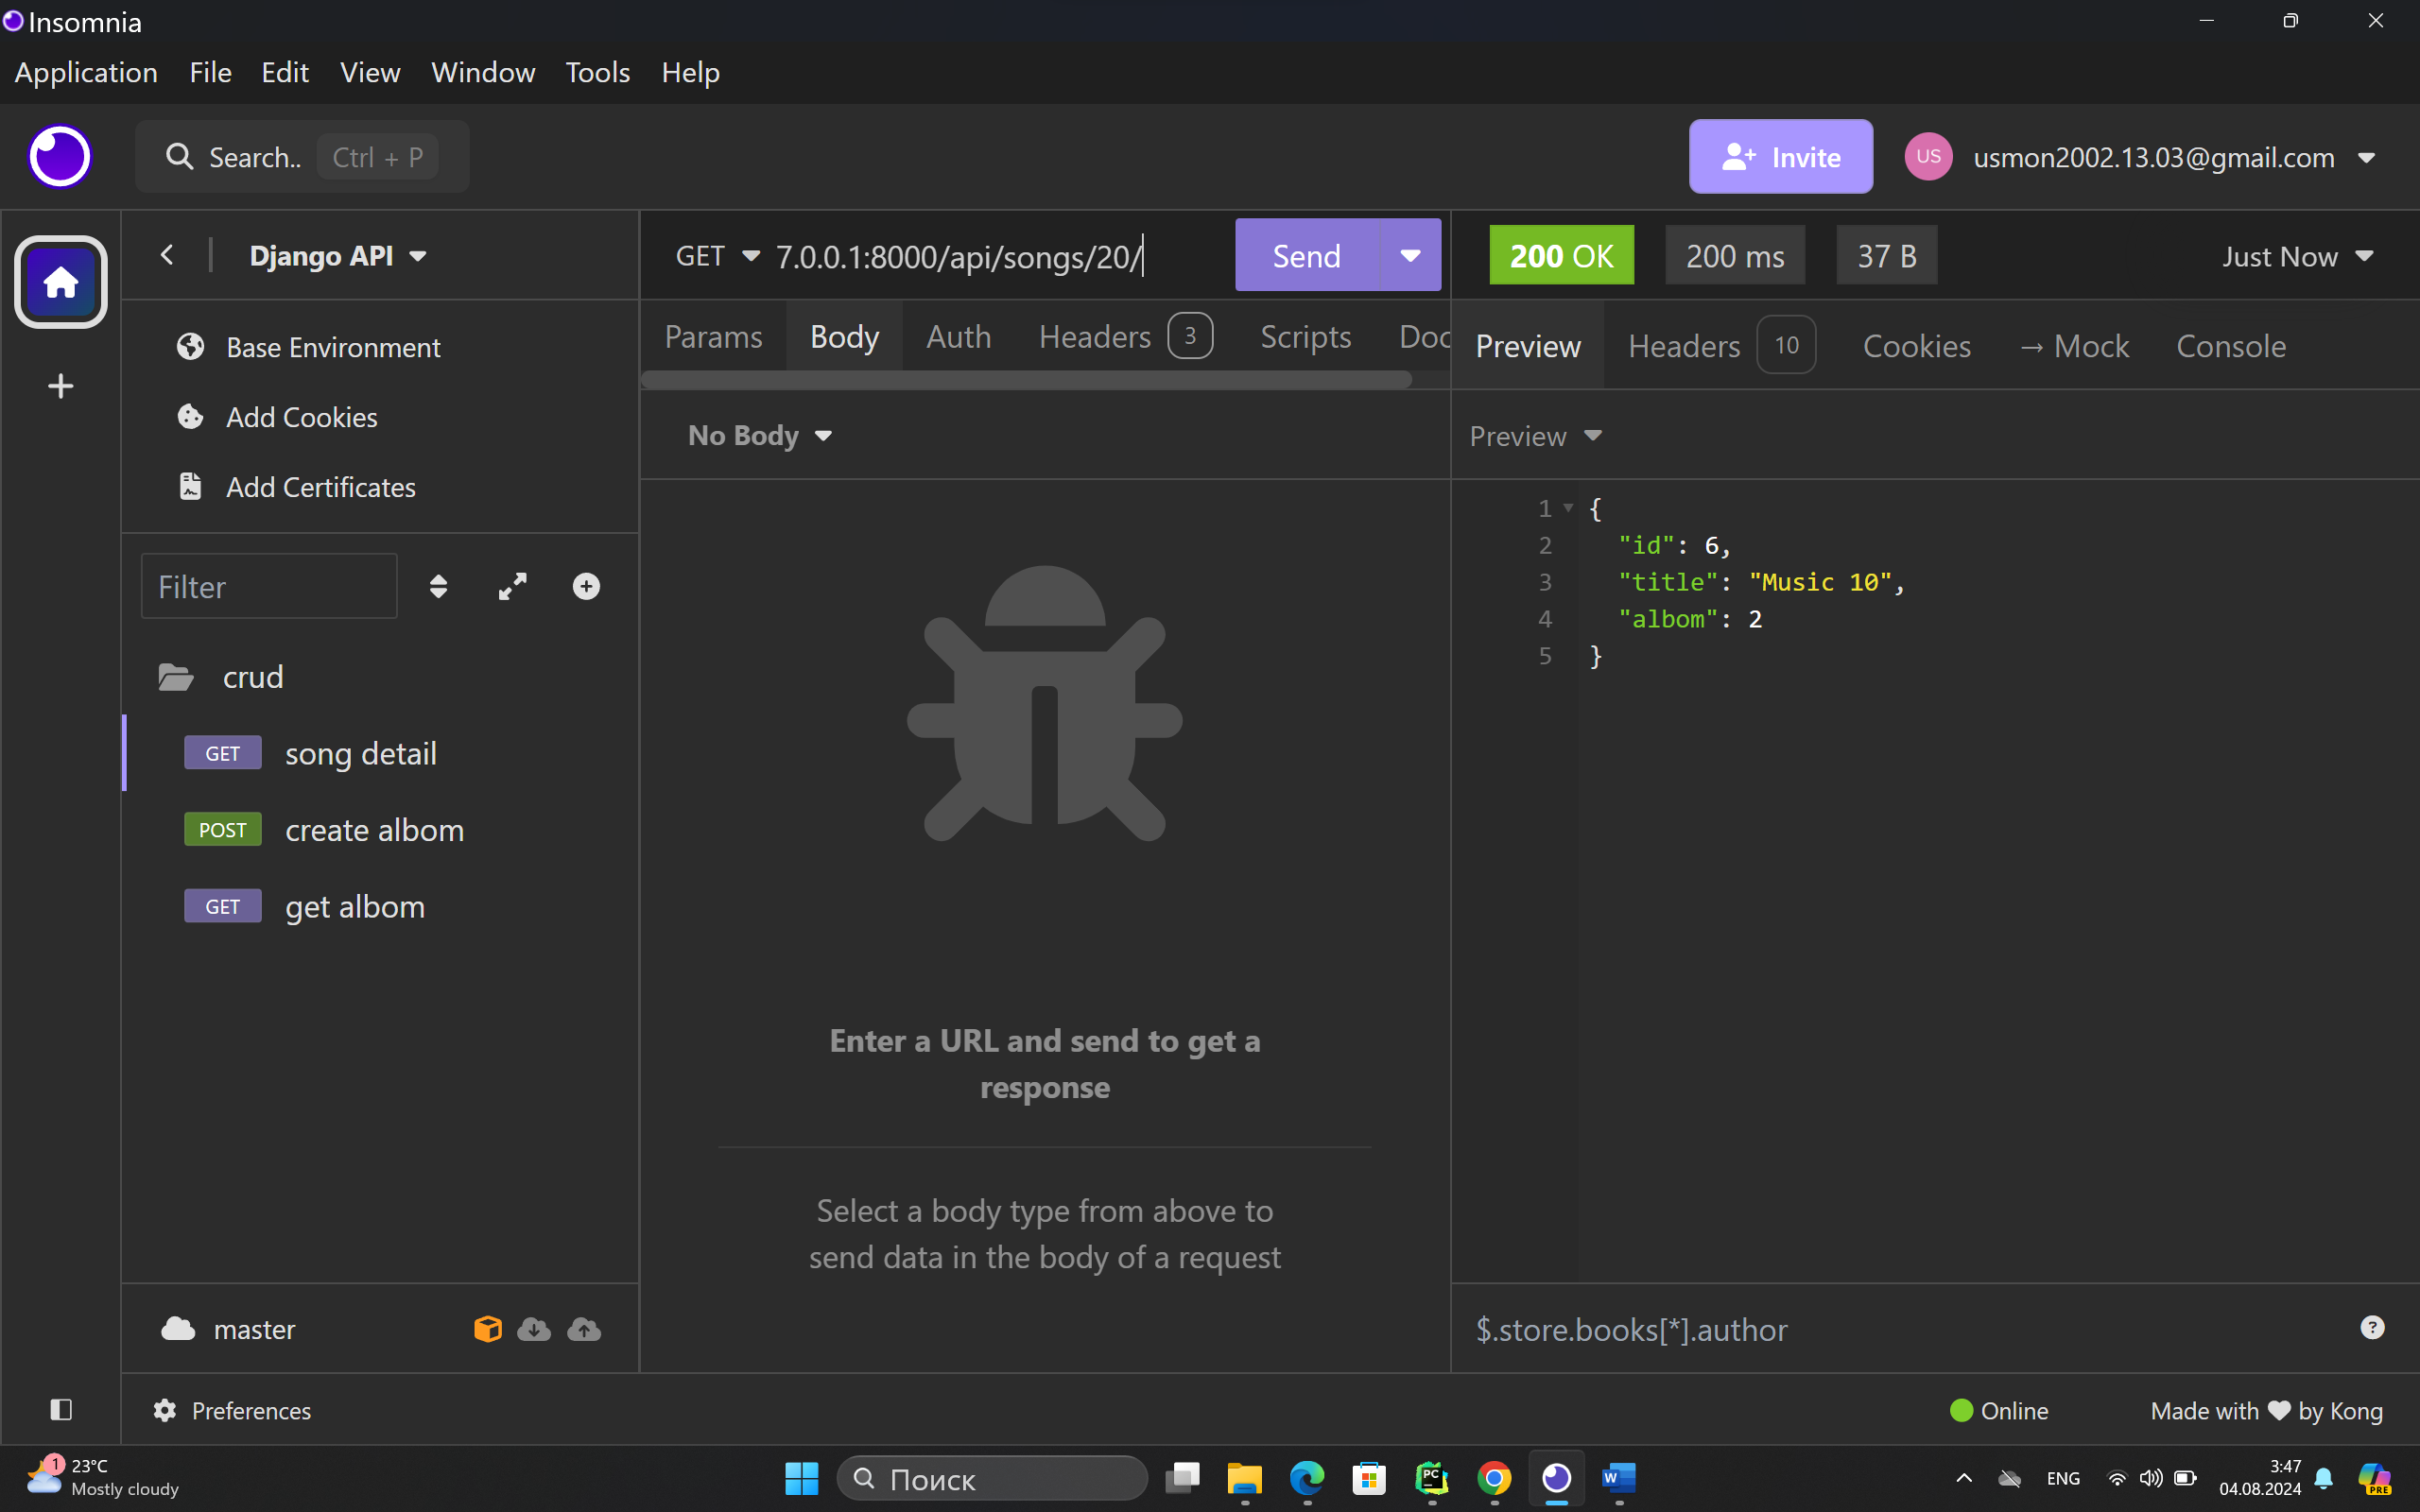 Insomnia
Application File Edit View Window Tools Help
Search.. Ctrl + P
Invite
US
usmon2002.13.03@gmail.com
Django API
GET 7.0.0.1:8000/api/songs/20/
Send
200 OK
200 ms
37 B
Just Now
Base Environment
Add Cookies
Add Certificates
Params Body Auth Headers 3 Scripts Doc
Preview Headers 10 Cookies → Mock Console
No Body
Preview
Filter
crud
GET song detail
POST create albom
GET get albom
Enter a URL and send to get a
response
Select a body type from above to
send data in the body of a request
1 {
2 "id": 6,
3 "title": "Music 10",
4 "albom": 2
5 }
master
$.store.books[*].author
?
Preferences
Online
Made with ❤ by Kong
1
23°C
Mostly cloudy
Поиск
PC
W
ENG
3:47
04.08.2024
PRE